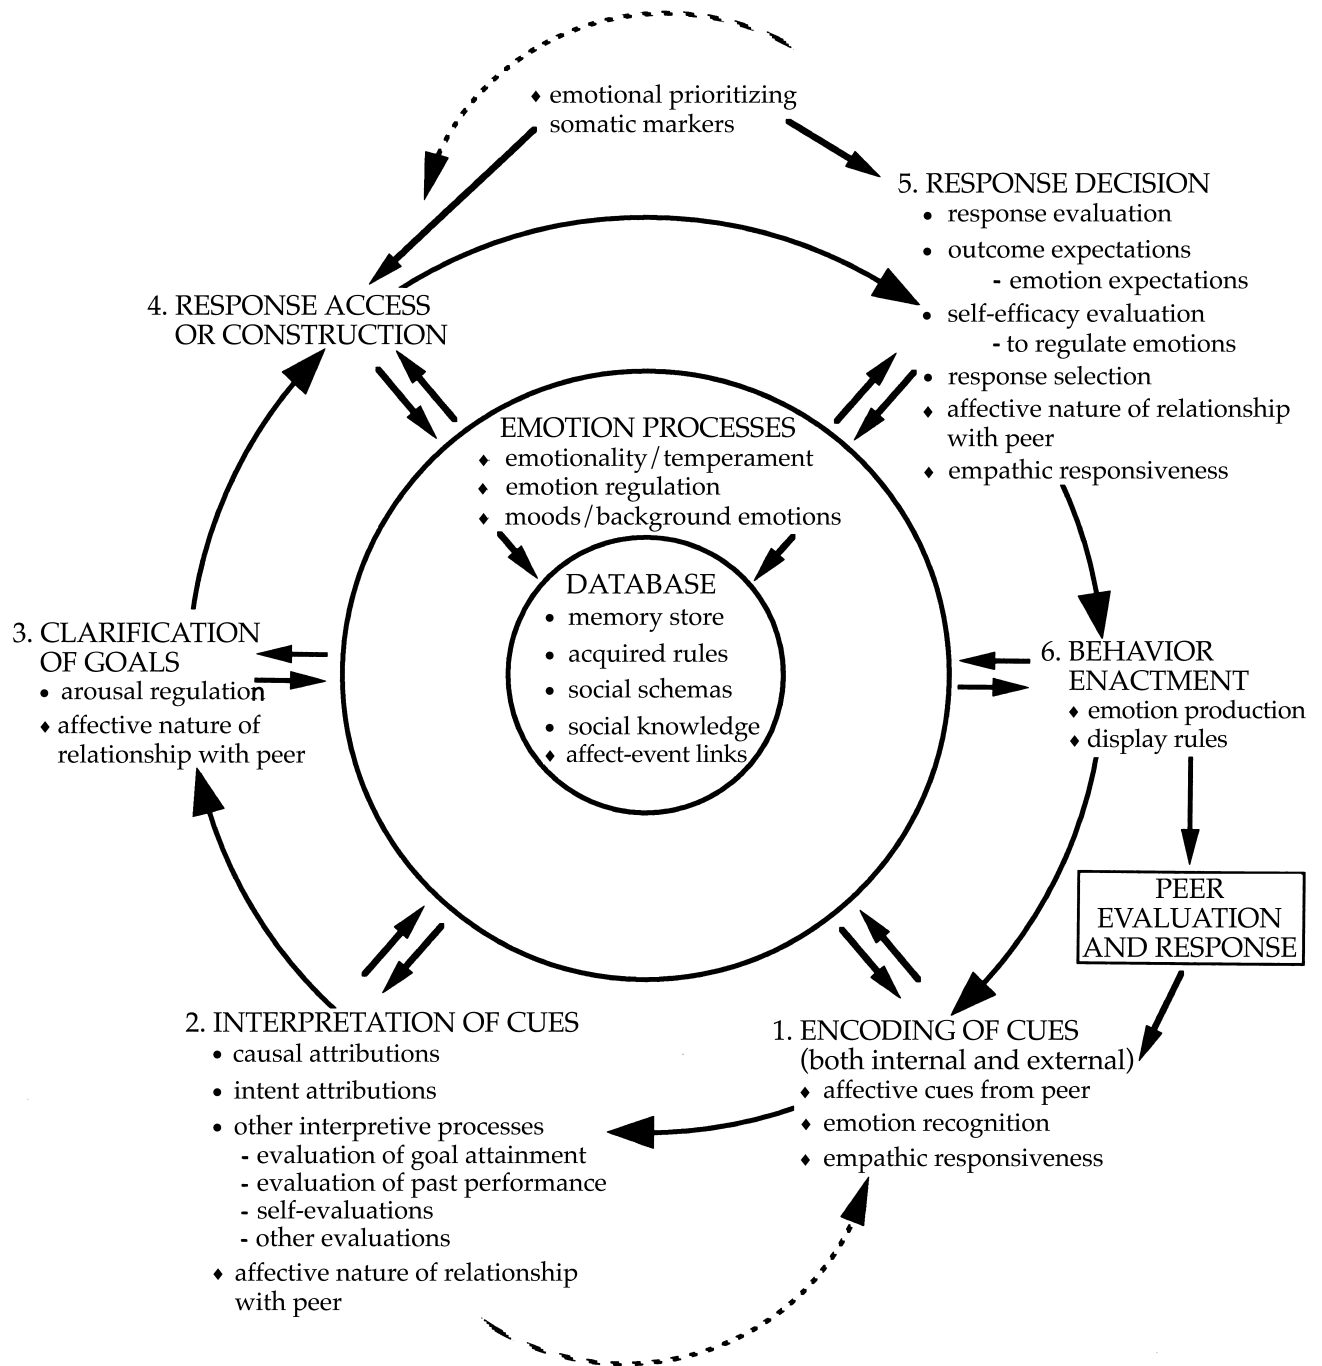 ♦ emotional prioritizing
somatic markers
5. RESPONSE DECISION
• response evaluation
• outcome expectations
- emotion expectations
• self-efficacy evaluation
- to regulate emotions
• response selection
♦ affective nature of relationship
with peer
♦ empathic responsiveness
4. RESPONSE ACCESS
OR CONSTRUCTION
EMOTION PROCESSES
♦ emotionality/temperament
♦ emotion regulation
♦ moods/background emotions
DATABASE
• memory store
• acquired rules
• social schemas
• social knowledge
♦ affect-event links
3. CLARIFICATION
OF GOALS
• arousal regulation
♦ affective nature of
relationship with peer
6. BEHAVIOR
ENACTMENT
♦ emotion production
♦ display rules
PEER
EVALUATION
AND RESPONSE
2. INTERPRETATION OF CUES
• causal attributions
• intent attributions
• other interpretive processes
- evaluation of goal attainment
- evaluation of past performance
- self-evaluations
- other evaluations
♦ affective nature of relationship
with peer
1. ENCODING OF CUES
(both internal and external)
♦ affective cues from peer
♦ emotion recognition
♦ empathic responsiveness